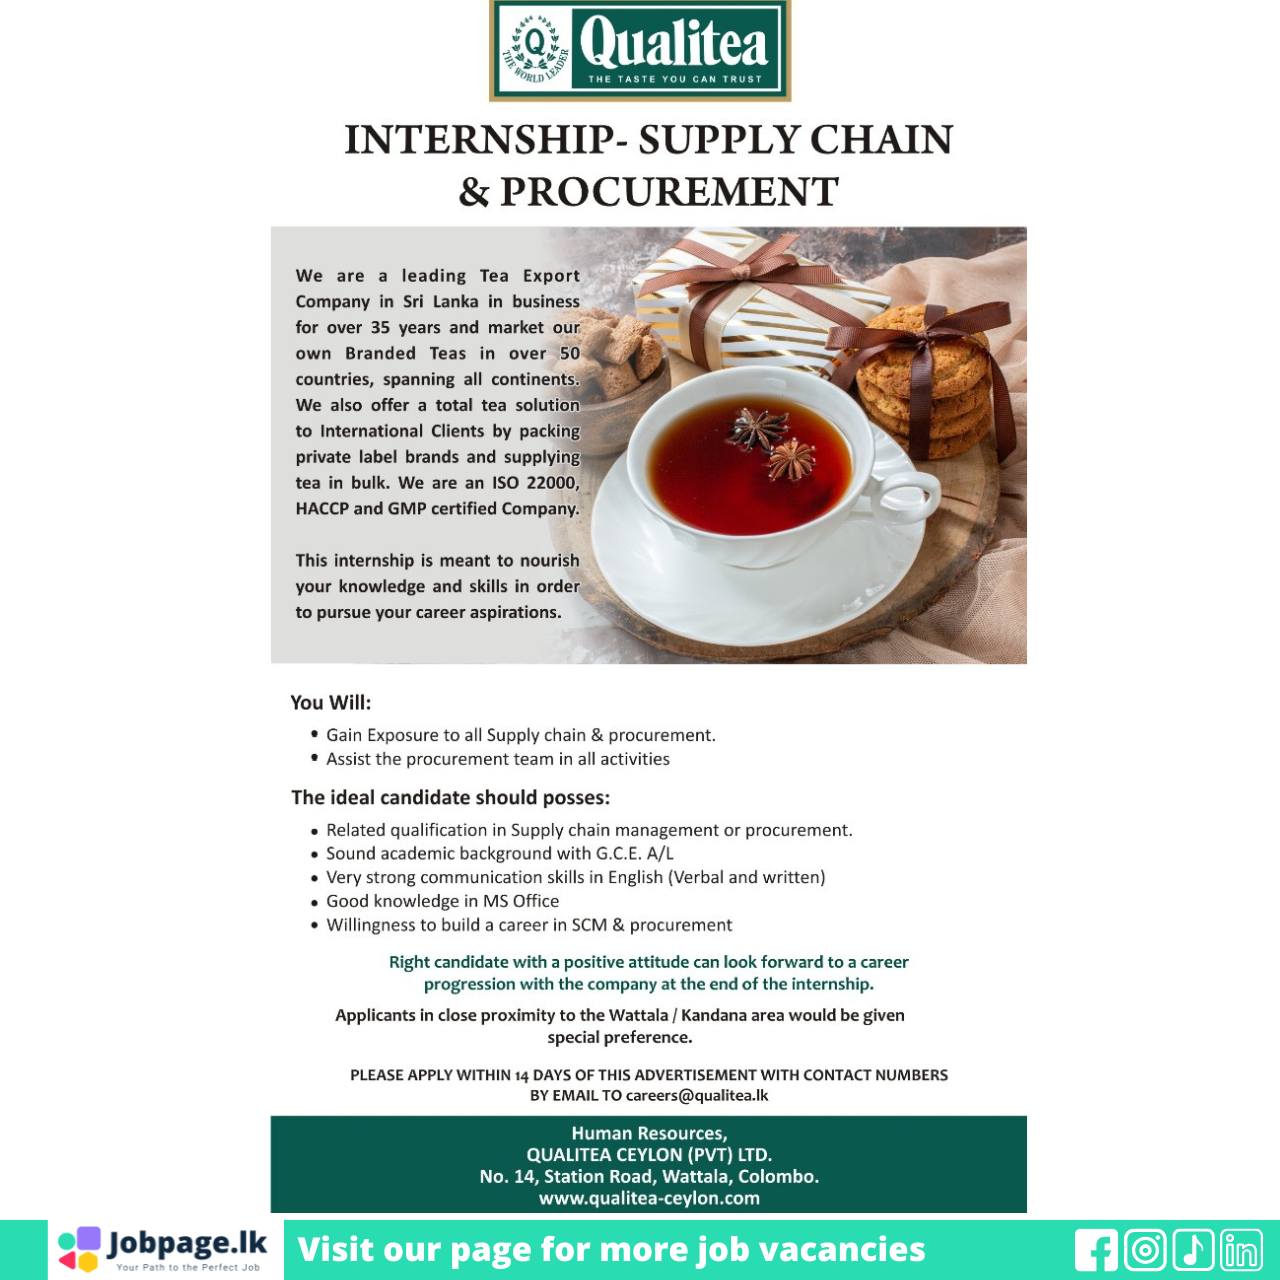 Q
THE WORLD LEADER
Qualitea
THE TASTE YOU CAN TRUST
INTERNSHIP- SUPPLY CHAIN
& PROCUREMENT
We are a leading Tea Export
Company in Sri Lanka in business
for over 35 years and market our
own Branded Teas in over 50
countries, spanning all continents.
We also offer a total tea solution
to International Clients by packing
private label brands and supplying
tea in bulk. We are an ISO 22000,
HACCP and GMP certified Company.
This internship is meant to nourish
your knowledge and skills in order
to pursue your career aspirations.
You Will:
• Gain Exposure to all Supply chain & procurement.
• Assist the procurement team in all activities
The ideal candidate should posses:
• Related qualification in Supply chain management or procurement.
• Sound academic background with G.C.E. A/L
• Very strong communication skills in English (Verbal and written)
• Good knowledge in MS Office
• Willingness to build a career in SCM & procurement
Right candidate with a positive attitude can look forward to a career
progression with the company at the end of the internship.
Applicants in close proximity to the Wattala / Kandana area would be given
special preference.
PLEASE APPLY WITHIN 14 DAYS OF THIS ADVERTISEMENT WITH CONTACT NUMBERS
BY EMAIL TO careers@qualitea.lk
Human Resources,
QUALITEA CEYLON (PVT) LTD.
No. 14, Station Road, Wattala, Colombo.
www.qualitea-ceylon.com
Jobpage.lk
Your Path to the Perfect Job
Visit our page for more job vacancies